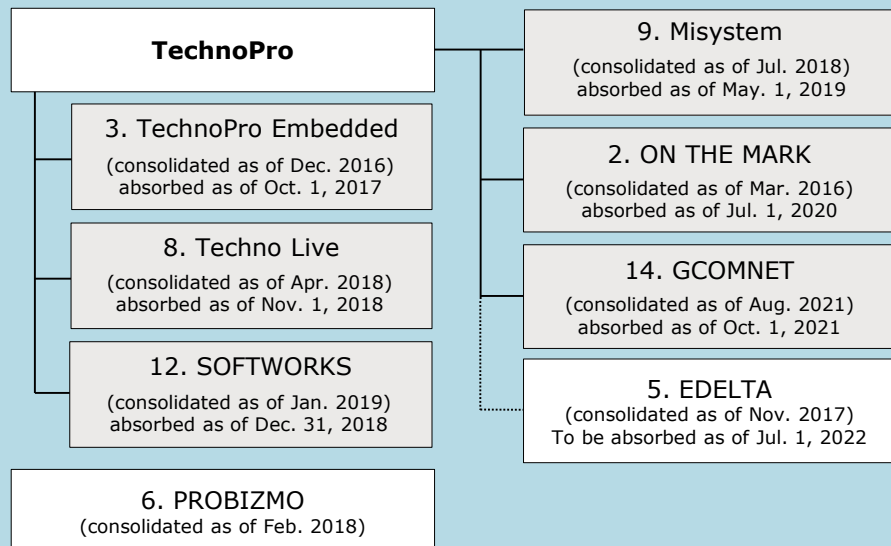 TechnoPro
3. TechnoPro Embedded
(consolidated as of Dec. 2016)
absorbed as of Oct. 1, 2017
8. Techno Live
(consolidated as of Apr. 2018)
absorbed as of Nov. 1, 2018
12. SOFTWORKS
(consolidated as of Jan. 2019)
absorbed as of Dec. 31, 2018
6. PROBIZMO
(consolidated as of Feb. 2018)
9. Misystem
(consolidated as of Jul. 2018)
absorbed as of May. 1, 2019
2. ON THE MARK
(consolidated as of Mar. 2016)
absorbed as of Jul. 1, 2020
14. GCOMNET
(consolidated as of Aug. 2021)
absorbed as of Oct. 1, 2021
5. EDELTA
(consolidated as of Nov. 2017)
To be absorbed as of Jul. 1, 2022